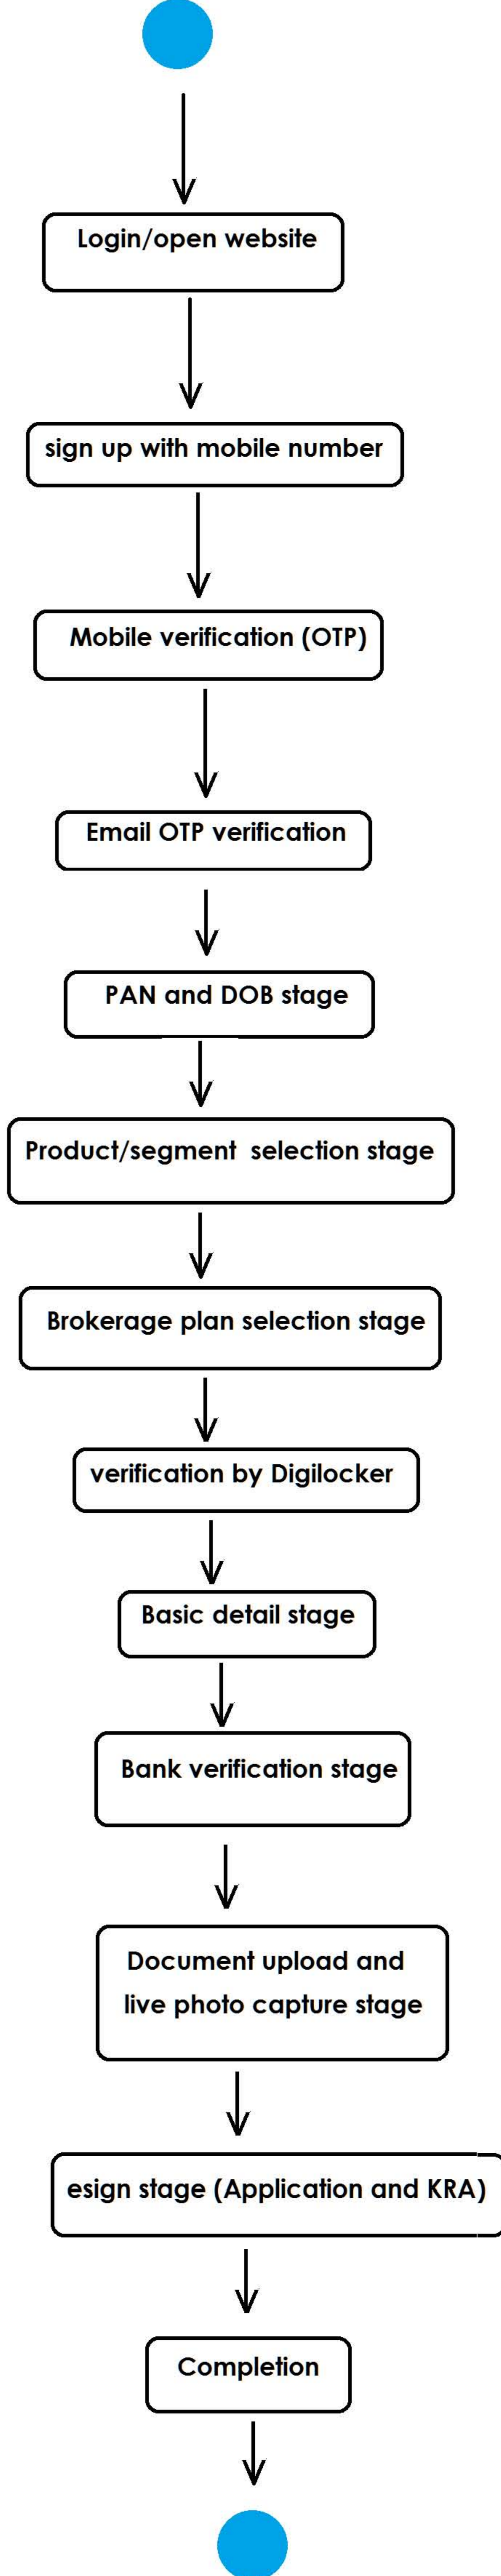 Login/open website
sign up with mobile number
Mobile verification (OTP)
Email OTP verification
PAN and DOB stage
Product/segment selection stage
Brokerage plan selection stage
verification by Digilocker
Basic detail stage
Bank verification stage
Document upload and
live photo capture stage
esign stage (Application and KRA)
Completion